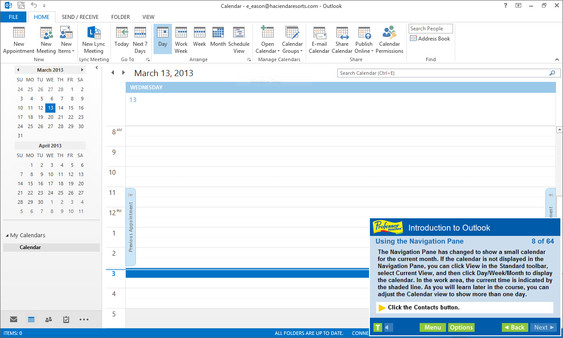 Calendar - e_eason@haciendaresorts.com - Outlook
FILE HOME SEND / RECEIVE FOLDER VIEW
New Appointment New Meeting New Items New Lync Meeting Today Next 7 Days Day Work Week Week Month Schedule View Open Calendar Calendar Groups E-mail Calendar Share Calendar Publish Online Calendar Permissions Search People
Address Book
New Lync Meeting Go To Arrange Manage Calendars Share Find
March 2013
SU MO TU WE TH FR SA
24 25 26 27 28 1 2
3 4 5 6 7 8 9
10 11 12 13 14 15 16
17 18 19 20 21 22 23
24 25 26 27 28 29 30
31
April 2013
SU MO TU WE TH FR SA
1 2 3 4 5 6
7 8 9 10 11 12 13
14 15 16 17 18 19 20
21 22 23 24 25 26 27
28 29 30 1 2 3 4
5 6 7 8 9 10 11
My Calendars
Calendar
March 13, 2013
Search Calendar (Ctrl+E)
WEDNESDAY
13
8 AM
9
10
11
12 PM
1
2
3
4
5
Previous Appointment
Introduction to Outlook
Using the Navigation Pane 8 of 64
The Navigation Pane has changed to show a small calendar
for the current month. If the calendar is not displayed in the
Navigation Pane, you can click View in the Standard toolbar,
select Current View, and then click Day/Week/Month to display
the calendar. In the work area, the current time is indicated by
the shaded line. As you will learn later in the course, you can
adjust the Calendar view to show more than one day.
Click the Contacts button.
T Menu Options Back Next
ITEMS: 0 ALL FOLDERS ARE UP TO DATE.